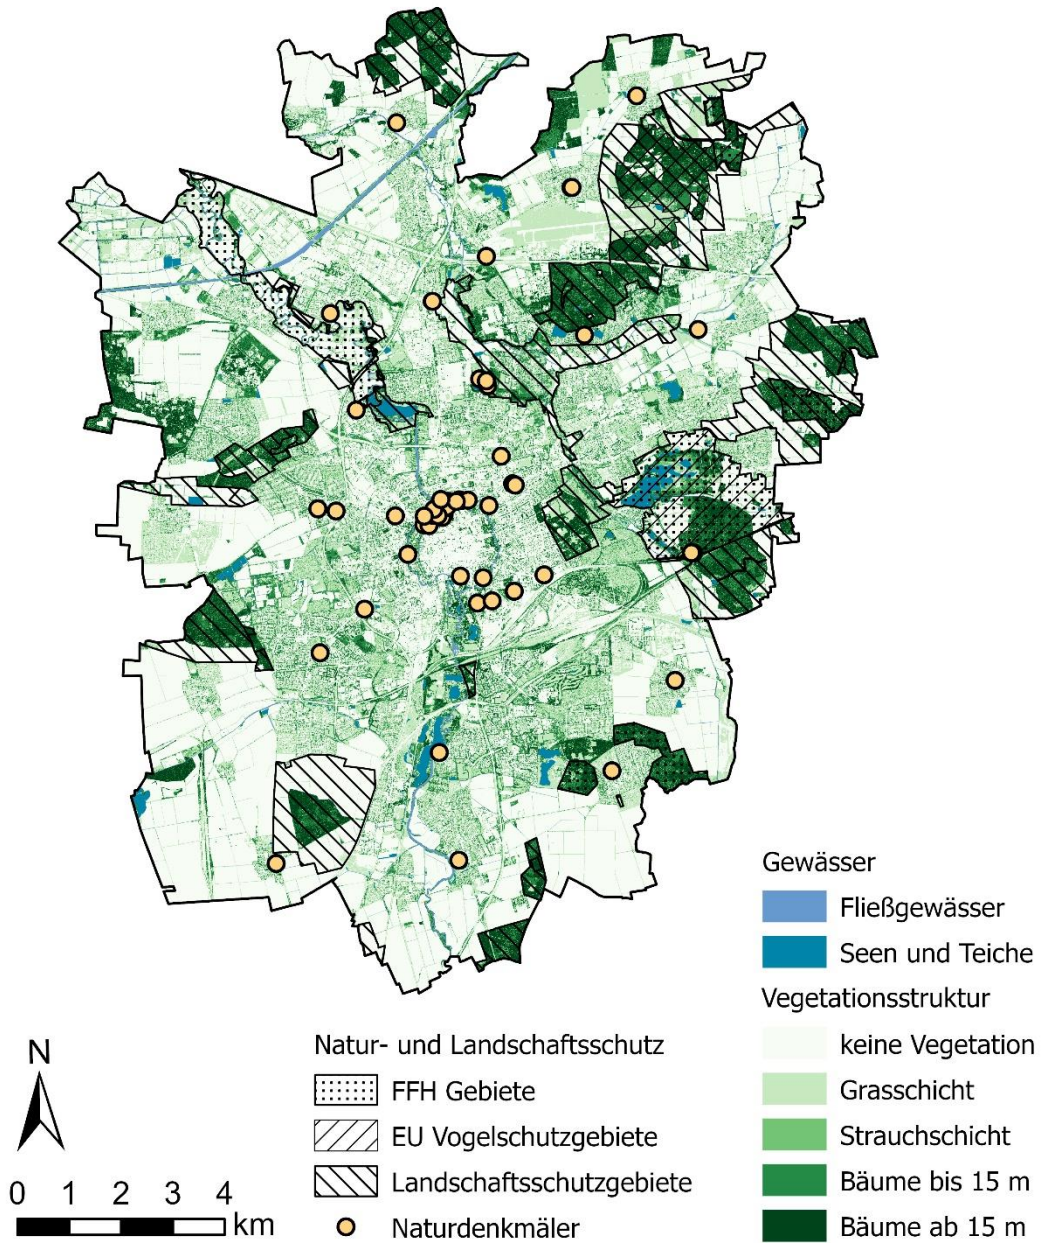 Gewässer
Fließgewässer
Seen und Teiche
Vegetationsstruktur
keine Vegetation
Grasschicht
Strauchschicht
Bäume bis 15 m
Bäume ab 15 m
Natur- und Landschaftsschutz
FFH Gebiete
EU Vogelschutzgebiete
Landschaftsschutzgebiete
Naturdenkmäler
N
0 1 2 3 4
km